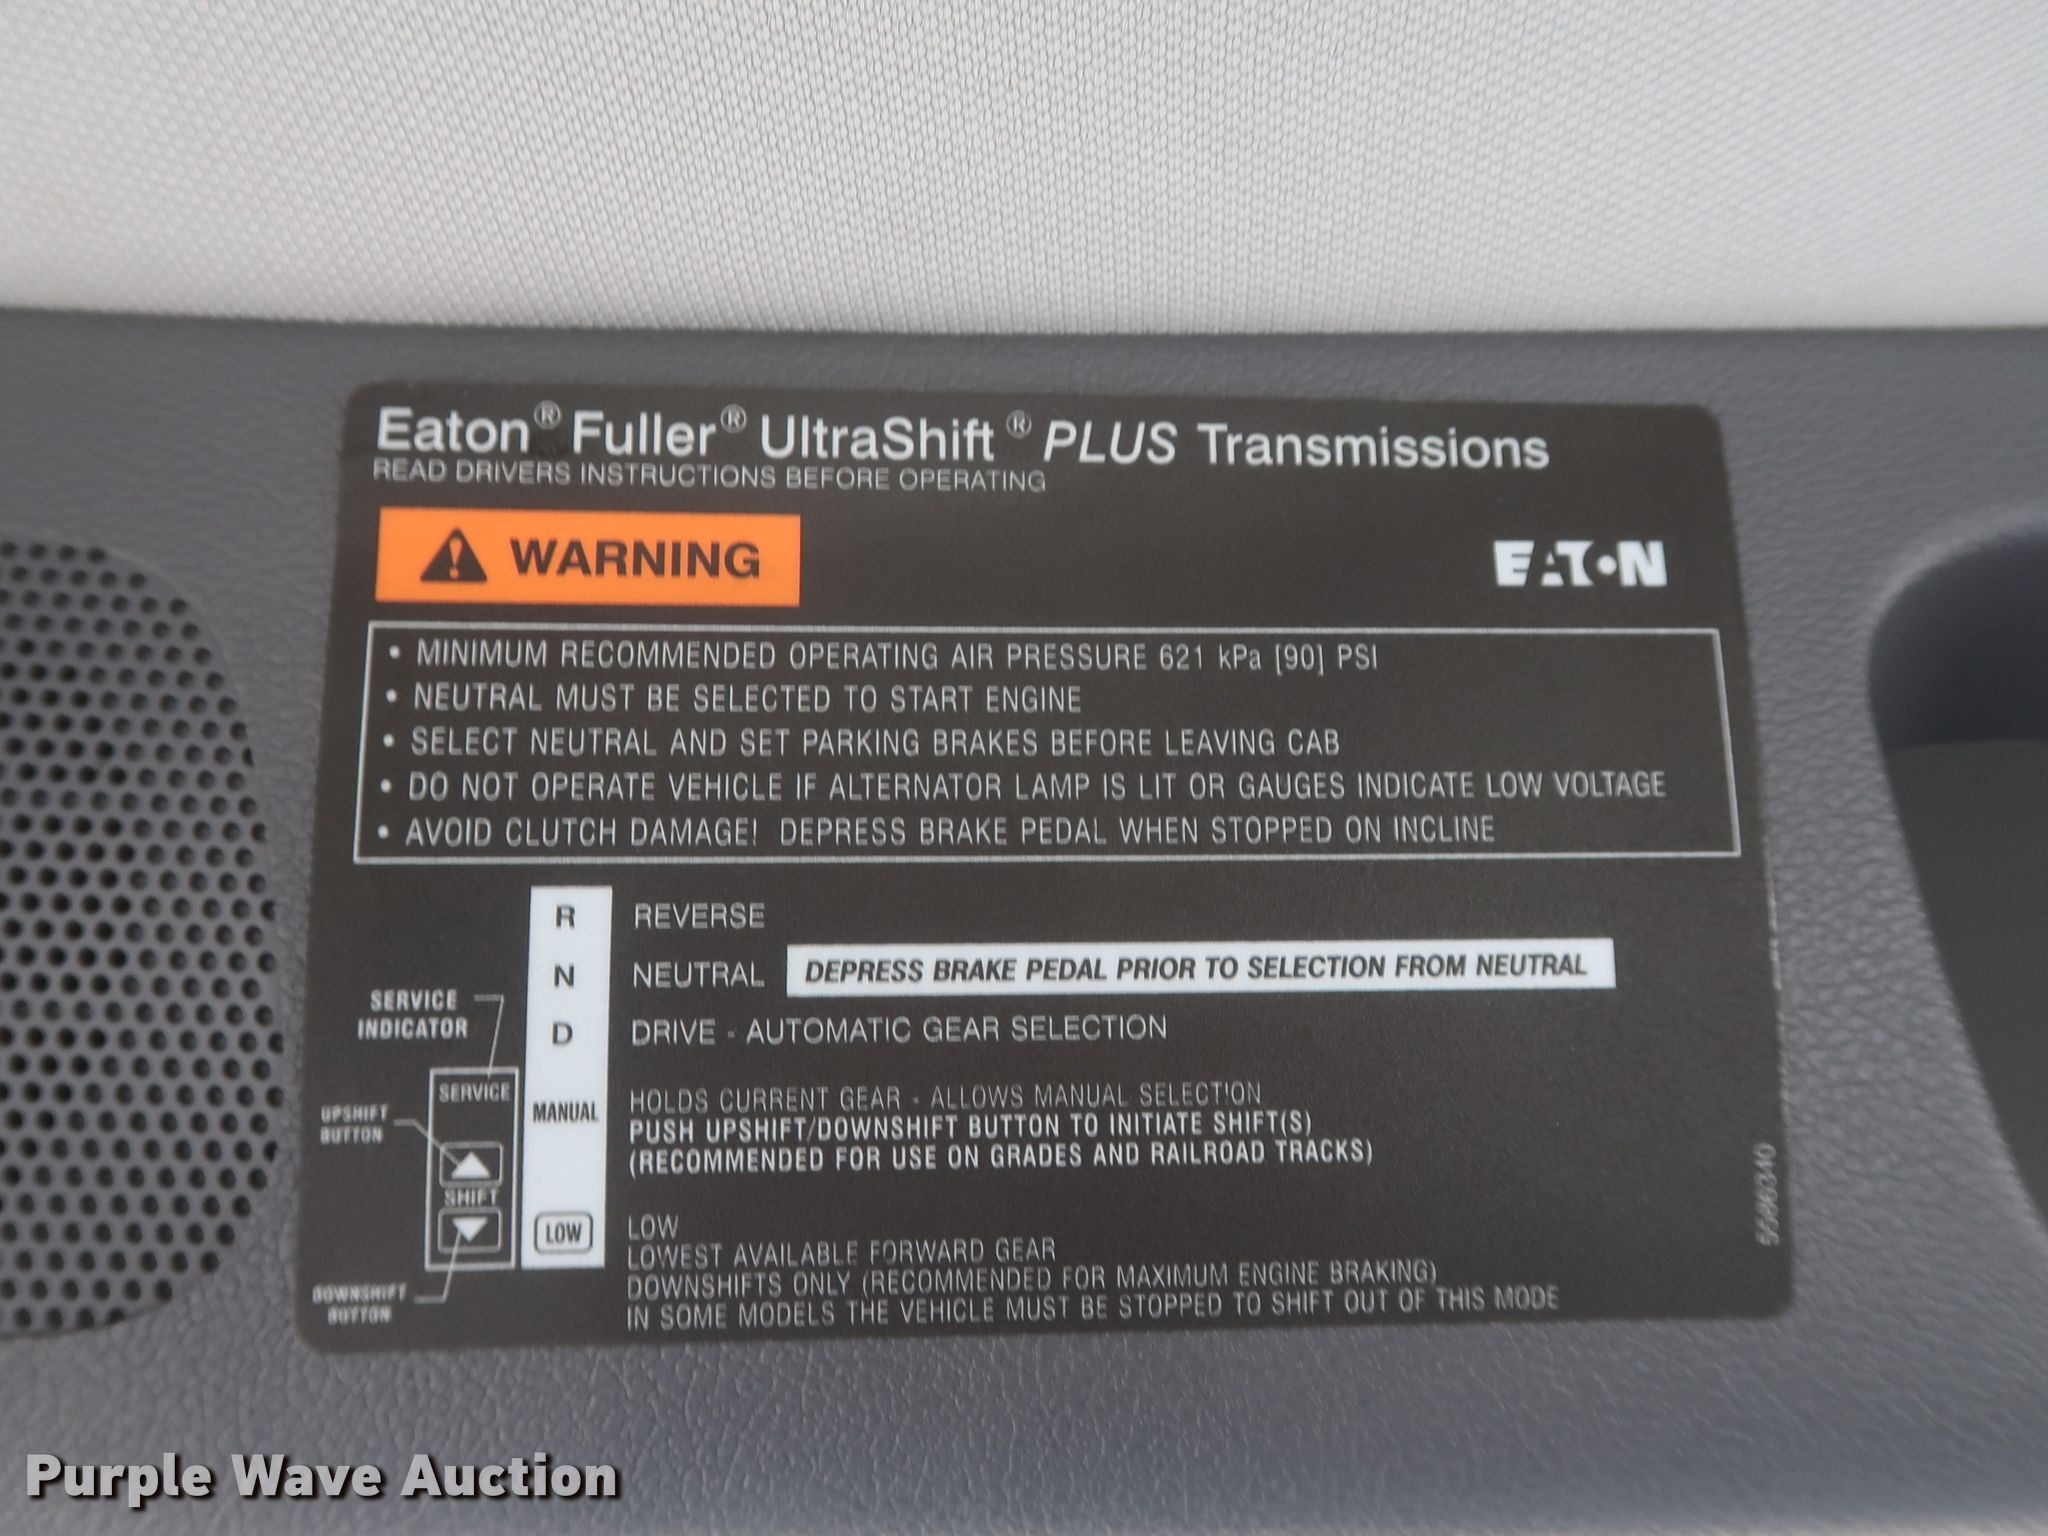 Eaton® Fuller® UltraShift® PLUS Transmissions
READ DRIVERS INSTRUCTIONS BEFORE OPERATING
WARNING
EATON
• MINIMUM RECOMMENDED OPERATING AIR PRESSURE 621 kPa [90] PSI
• NEUTRAL MUST BE SELECTED TO START ENGINE
• SELECT NEUTRAL AND SET PARKING BRAKES BEFORE LEAVING CAB
• DO NOT OPERATE VEHICLE IF ALTERNATOR LAMP IS LIT OR GAUGES INDICATE LOW VOLTAGE
• AVOID CLUTCH DAMAGE! DEPRESS BRAKE PEDAL WHEN STOPPED ON INCLINE
R REVERSE
N NEUTRAL DEPRESS BRAKE PEDAL PRIOR TO SELECTION FROM NEUTRAL
D DRIVE - AUTOMATIC GEAR SELECTION
SERVICE
INDICATOR
SERVICE
UPSHIFT
BUTTON
SHIFT
DOWNSHIFT
BUTTON
MANUAL
HOLDS CURRENT GEAR - ALLOWS MANUAL SELECTION
PUSH UPSHIFT/DOWNSHIFT BUTTON TO INITIATE SHIFT(S)
(RECOMMENDED FOR USE ON GRADES AND RAILROAD TRACKS)
LOW
LOW
LOWEST AVAILABLE FORWARD GEAR
DOWNSHIFTS ONLY (RECOMMENDED FOR MAXIMUM ENGINE BRAKING)
IN SOME MODELS THE VEHICLE MUST BE STOPPED TO SHIFT OUT OF THIS MODE
Purple Wave Auction